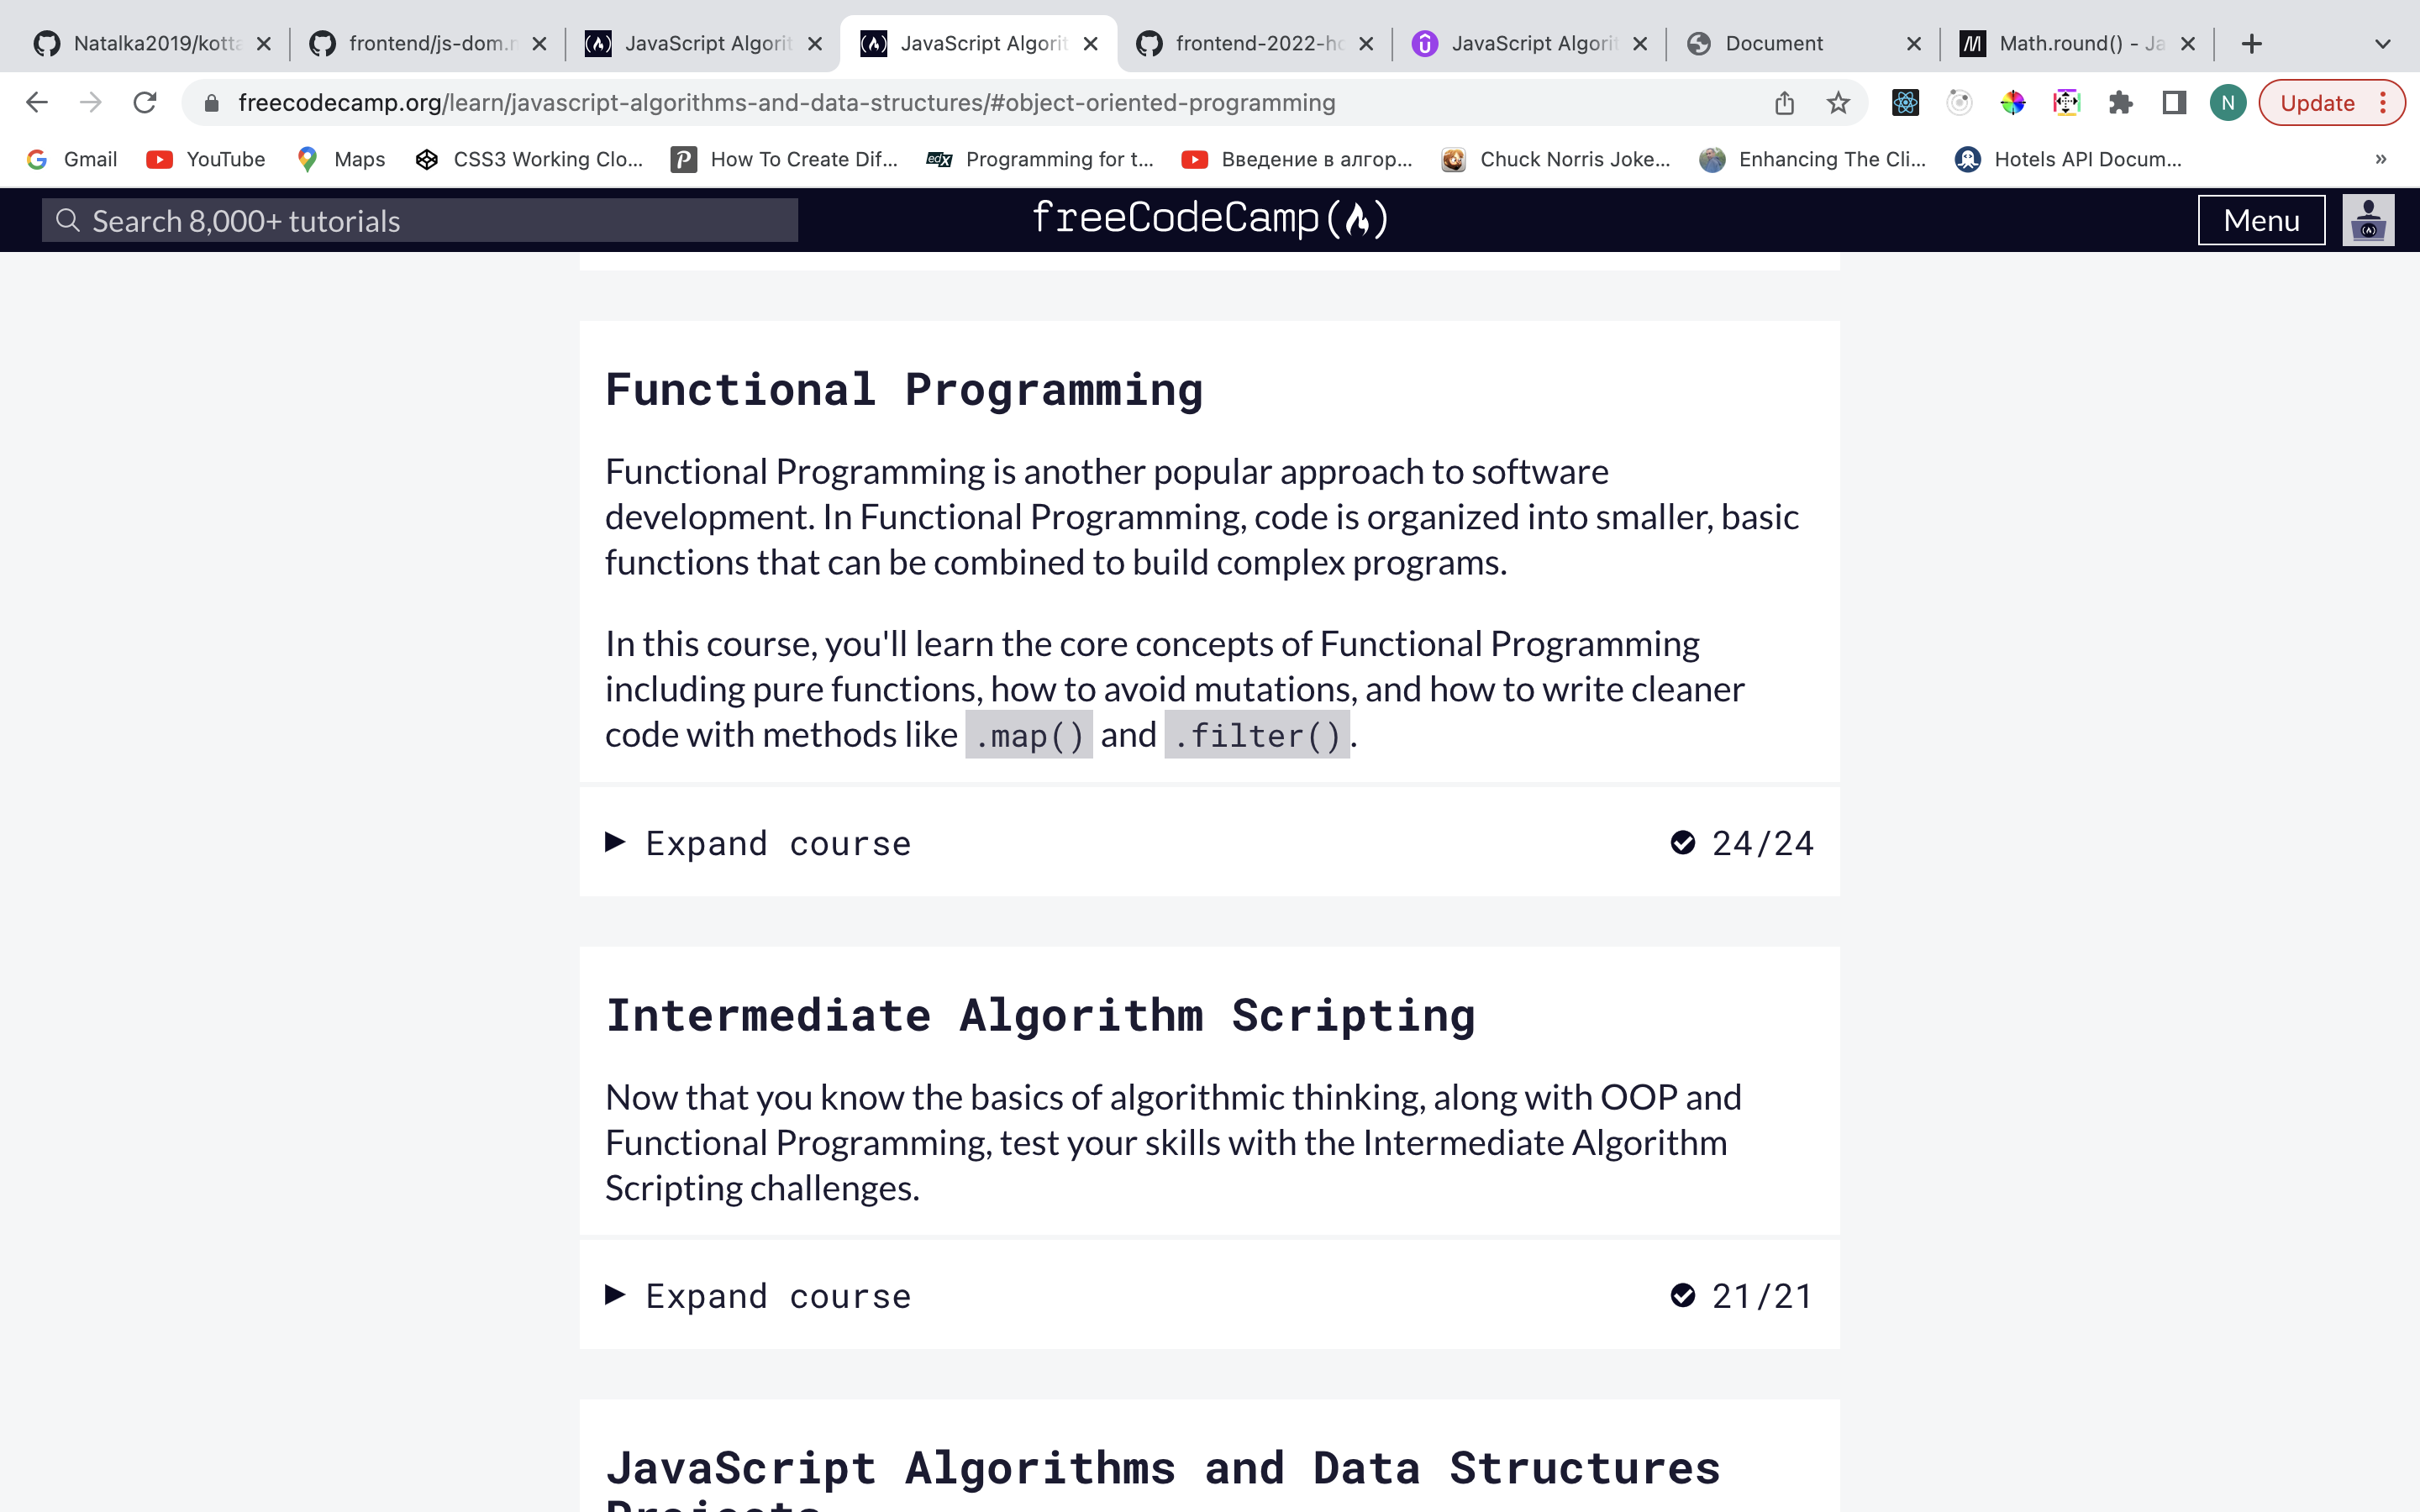 Natalka2019/kotta
frontend/js-dom.m
JavaScript Algorit
JavaScript Algorit
frontend-2022-ho
JavaScript Algorit
Document
Math.round() - Ja
freecodecamp.org/learn/javascript-algorithms-and-data-structures/#object-oriented-programming
N
Update
Gmail
YouTube
Maps
CSS3 Working Clo...
How To Create Dif...
edX
Programming for t...
Введение в алгор...
Chuck Norris Joke...
Enhancing The Cli...
Hotels API Docum...
»
Search 8,000+ tutorials
freeCodeCamp
Menu
Functional Programming
Functional Programming is another popular approach to software
development. In Functional Programming, code is organized into smaller, basic
functions that can be combined to build complex programs.
In this course, you'll learn the core concepts of Functional Programming
including pure functions, how to avoid mutations, and how to write cleaner
code with methods like .map() and .filter().
Expand course 24/24
Intermediate Algorithm Scripting
Now that you know the basics of algorithmic thinking, along with OOP and
Functional Programming, test your skills with the Intermediate Algorithm
Scripting challenges.
Expand course 21/21
JavaScript Algorithms and Data Structures
Projects